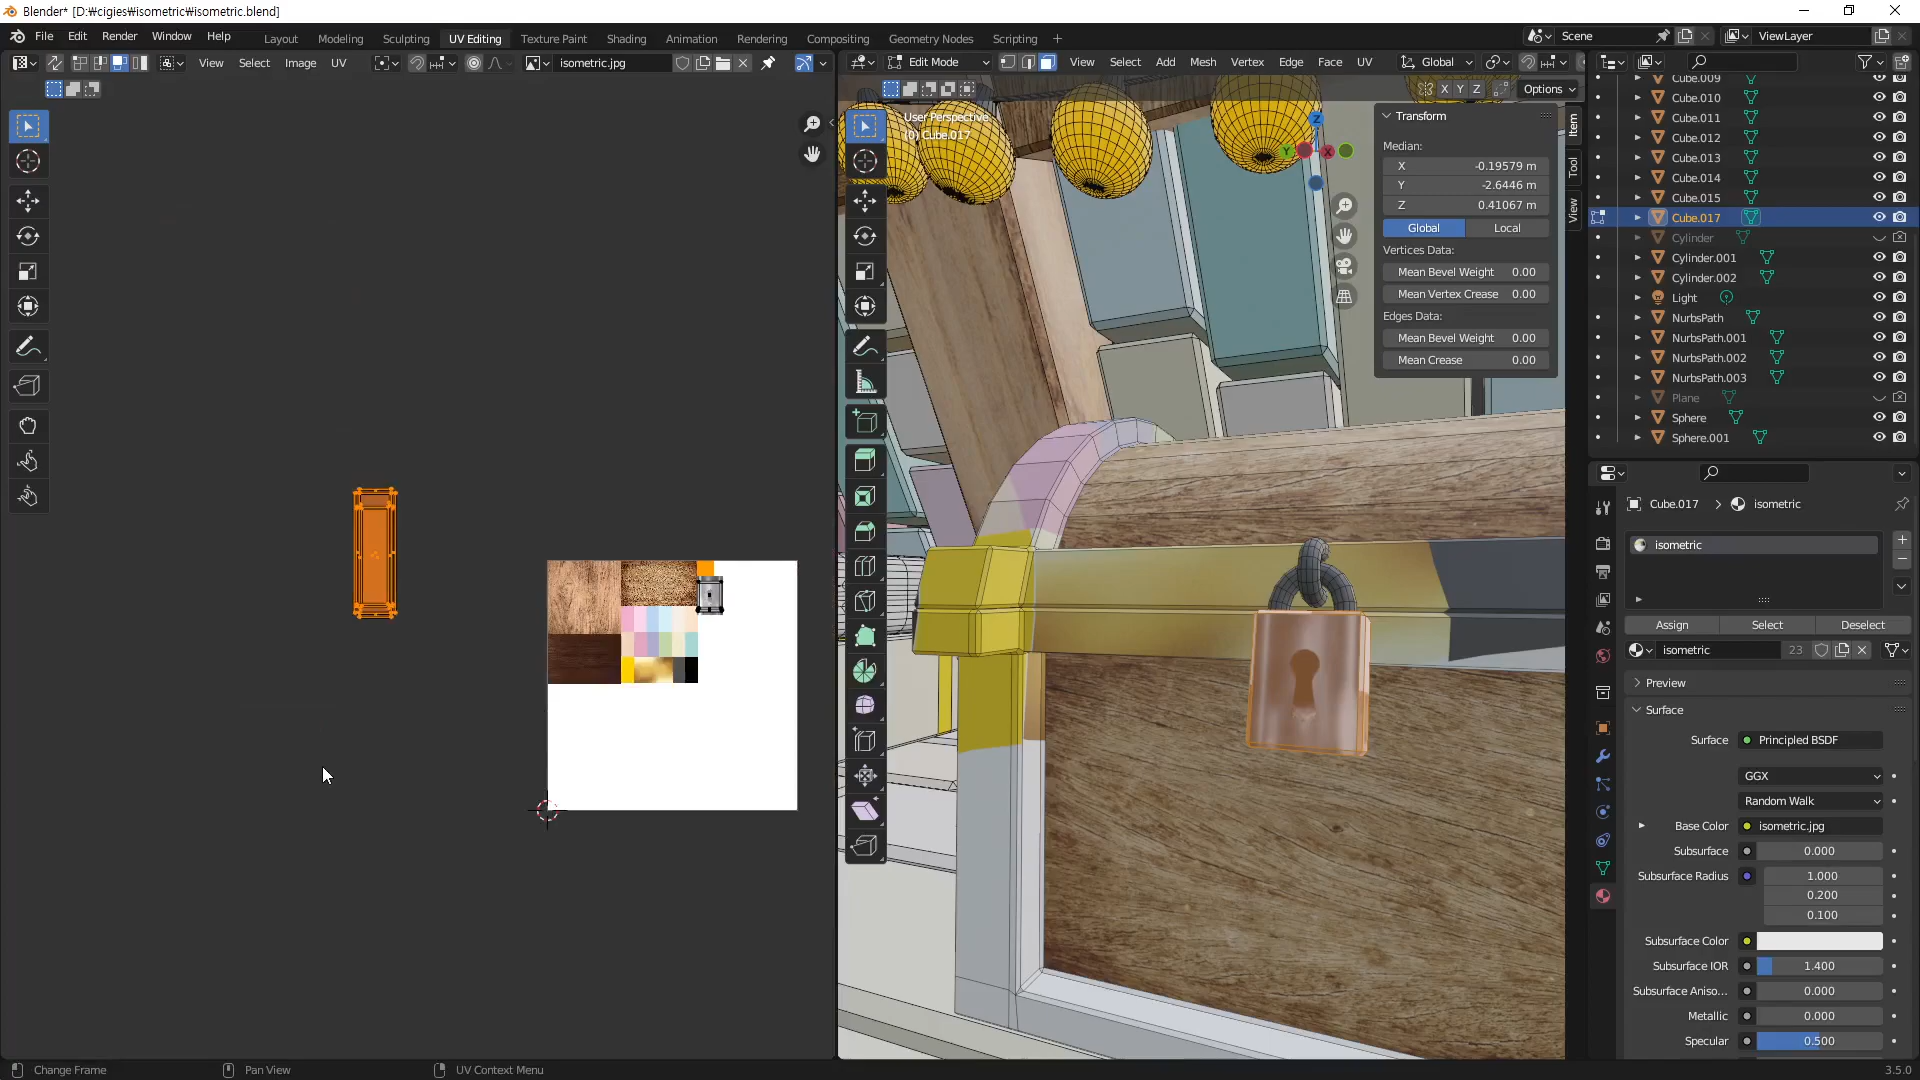 Blender* [D:₩cigies₩isometric₩isometric.blend]
File Edit Render Window Help
Layout Modeling Sculpting UV Editing Texture Paint Shading Animation Rendering Compositing Geometry Nodes Scripting +
Scene
ViewLayer
View Select Image UV
isometric.jpg
Edit Mode
View Select Add Mesh Vertex Edge Face UV
Global
X Y Z
Options
User Perspective
(0) Cube.017
Transform
Median:
X -0.19579 m
Y -2.6446 m
Z 0.41067 m
Global Local
Vertices Data:
Mean Bevel Weight 0.00
Mean Vertex Crease 0.00
Edges Data:
Mean Bevel Weight 0.00
Mean Crease 0.00
Item
Tool
View
Z
Y
X
Cube.009
Cube.010
Cube.011
Cube.012
Cube.013
Cube.014
Cube.015
Cube.017
Cylinder
Cylinder.001
Cylinder.002
Light
NurbsPath
NurbsPath.001
NurbsPath.002
NurbsPath.003
Plane
Sphere
Sphere.001
Cube.017 > isometric
isometric
Assign Select Deselect
isometric 23
Preview
Surface
Surface Principled BSDF
GGX
Random Walk
Base Color isometric.jpg
Subsurface 0.000
Subsurface Radius 1.000
0.200
0.100
Subsurface Color
Subsurface IOR 1.400
Subsurface Aniso... 0.000
Metallic 0.000
Specular 0.500
Change Frame
Pan View
UV Context Menu
3.5.0